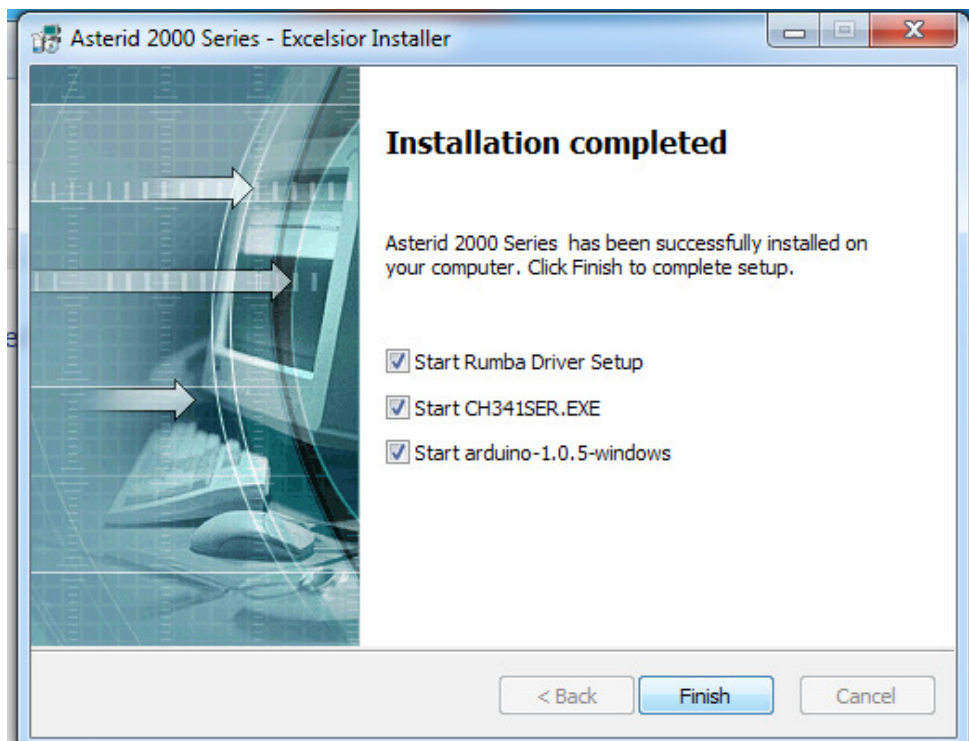 Asterid 2000 Series - Excelsior Installer
Installation completed
Asterid 2000 Series has been successfully installed on
your computer. Click Finish to complete setup.
Start Rumba Driver Setup
Start CH341SER.EXE
Start arduino-1.0.5-windows
e
< Back
Finish
Cancel